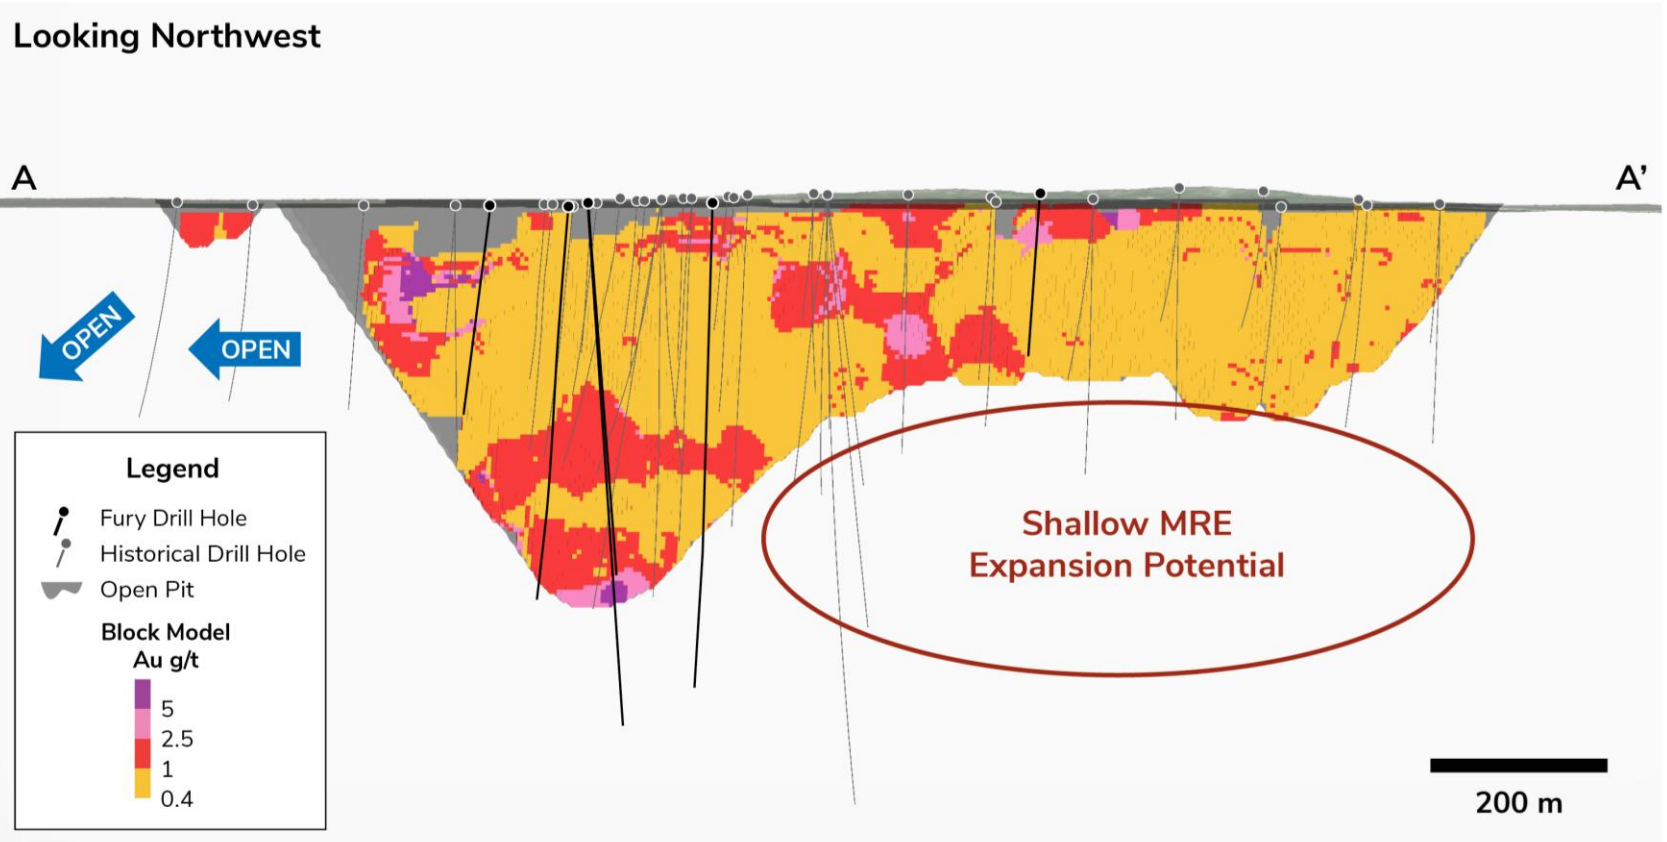 Looking Northwest
A
A’
OPEN
OPEN
Legend
Fury Drill Hole
Historical Drill Hole
Open Pit
Block Model
Au g/t
5
2.5
1
0.4
Shallow MRE
Expansion Potential
200 m